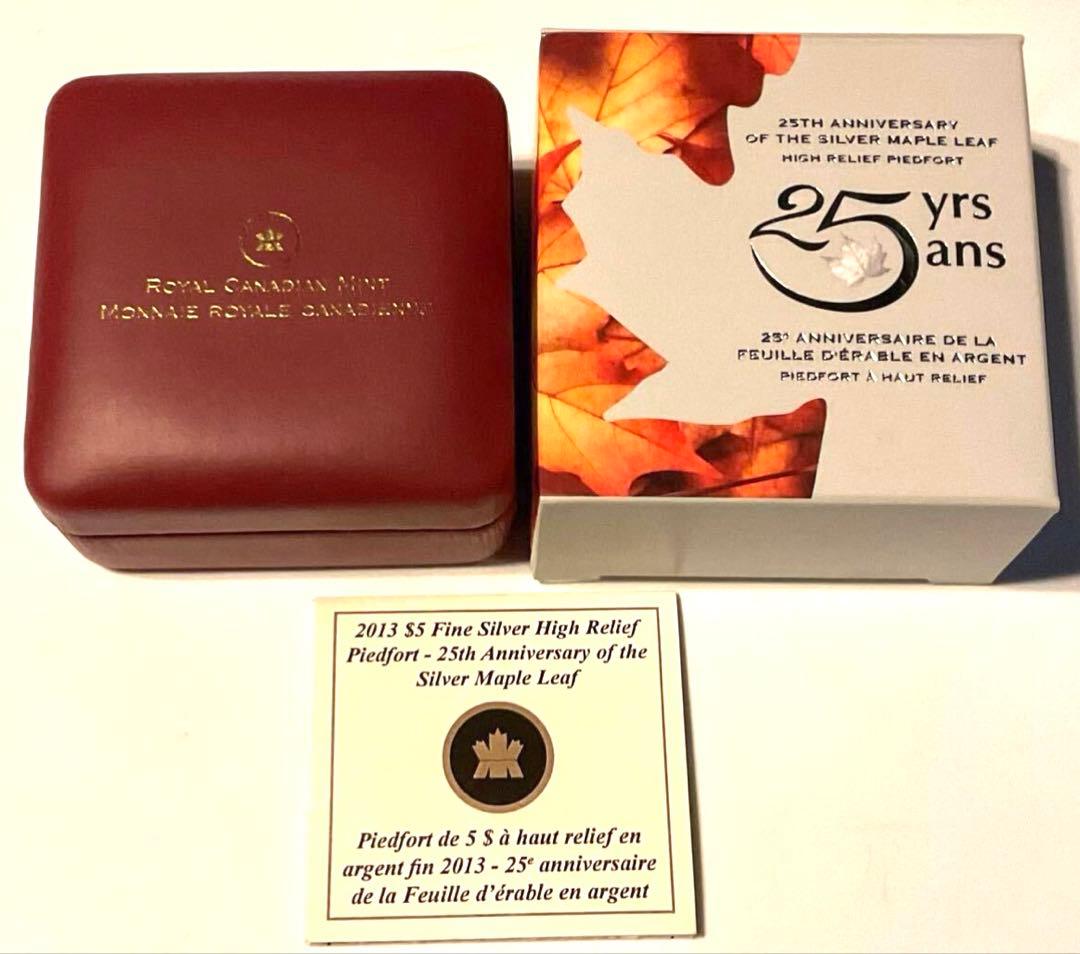 ROYAL CANADIAN MINT
MONNAIE ROYALE CANADIENNE
25TH ANNIVERSARY
OF THE SILVER MAPLE LEAF
HIGH RELIEF PIEDFORT
25 yrs
ans
25e ANNIVERSAIRE DE LA
FEUILLE D'ÉRABLE EN ARGENT
PIEDFORT À HAUT RELIEF
2013 $5 Fine Silver High Relief
Piedfort - 25th Anniversary of the
Silver Maple Leaf
Piedfort de 5 $ à haut relief en
argent fin 2013 - 25e anniversaire
de la Feuille d'érable en argent